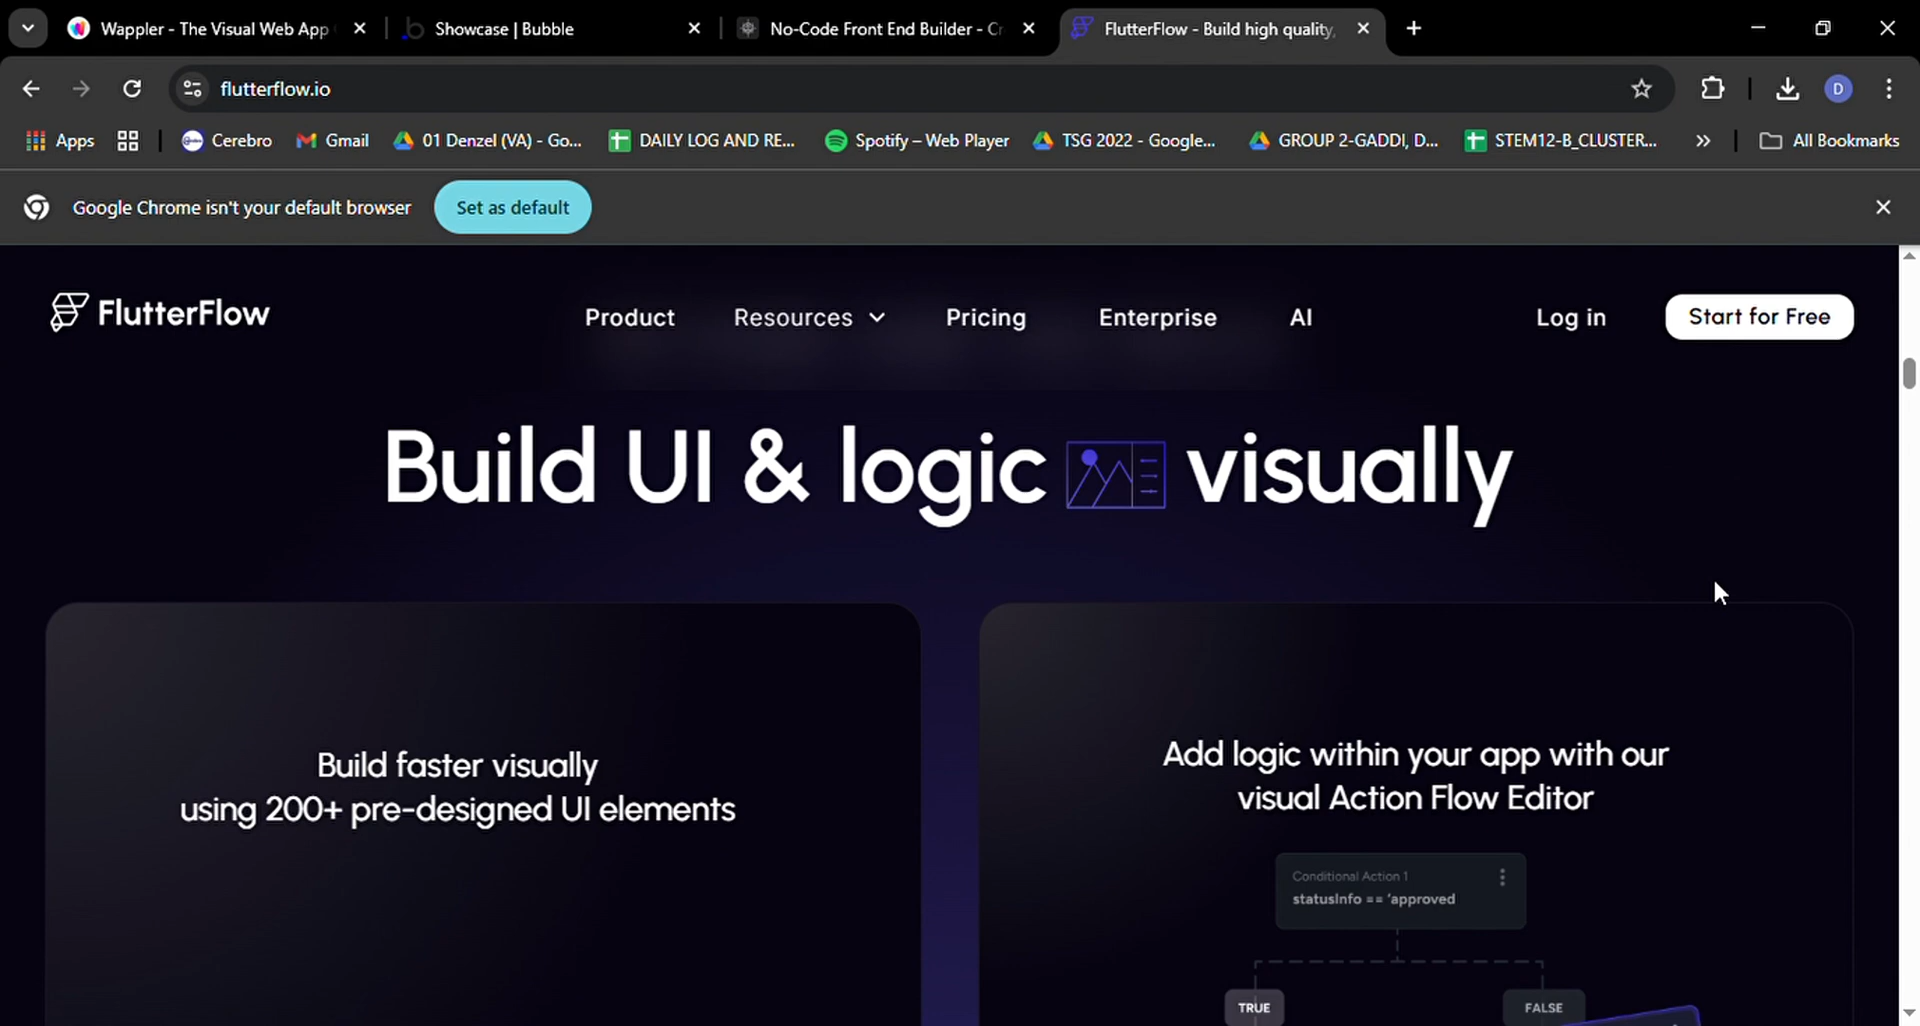 Wappler - The Visual Web App
Showcase | Bubble
No-Code Front End Builder - Cr
FlutterFlow - Build high quality,
flutterflow.io
D
Apps
Cerebro
Gmail
01 Denzel (VA) - Go...
DAILY LOG AND RE...
Spotify – Web Player
TSG 2022 - Google...
GROUP 2-GADDI, D...
STEM12-B_CLUSTER...
All Bookmarks
Google Chrome isn't your default browser
Set as default
FlutterFlow
Product
Resources
Pricing
Enterprise
AI
Log in
Start for Free
Build UI & logic visually
Build faster visually
using 200+ pre-designed UI elements
Add logic within your app with our
visual Action Flow Editor
Conditional Action 1
statusInfo == 'approved
TRUE
FALSE